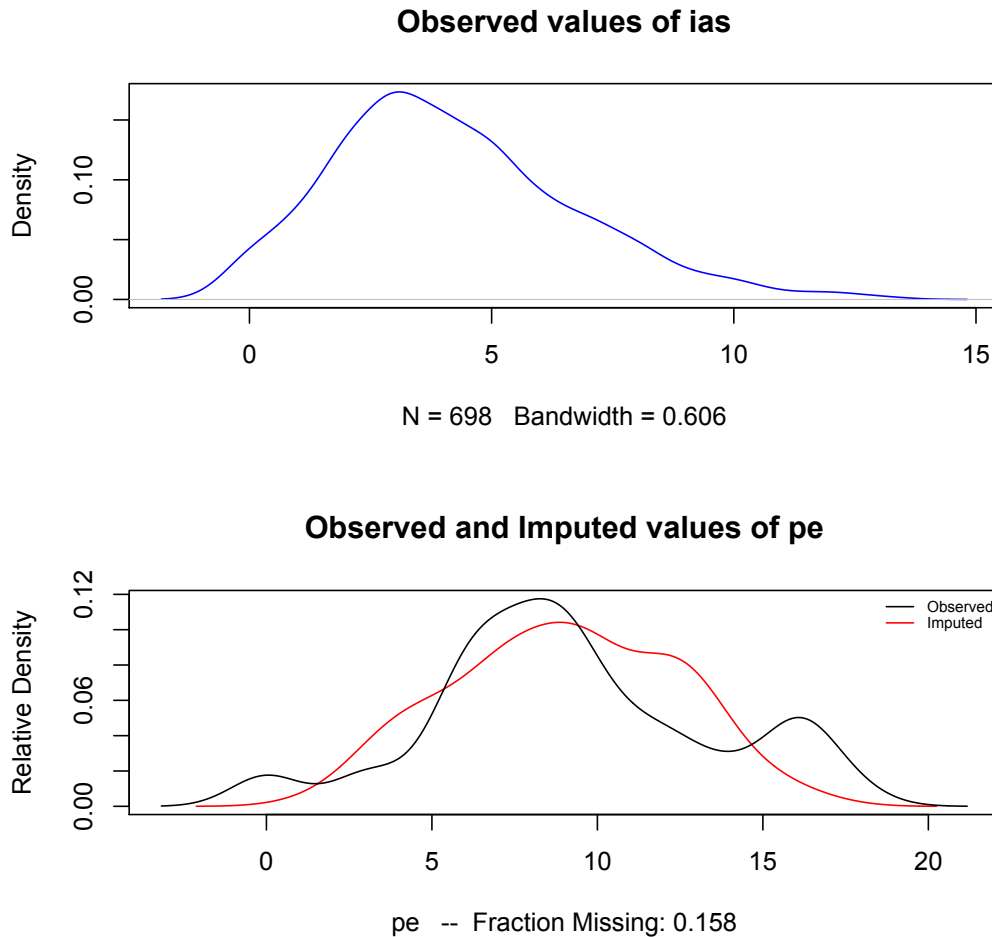 Observed values of ias
Density
0.10
0.00
0 5 10 15
N = 698 Bandwidth = 0.606
Observed and Imputed values of pe
Relative Density
0.12
0.06
0.00
Observed
Imputed
0 5 10 15 20
pe -- Fraction Missing: 0.158